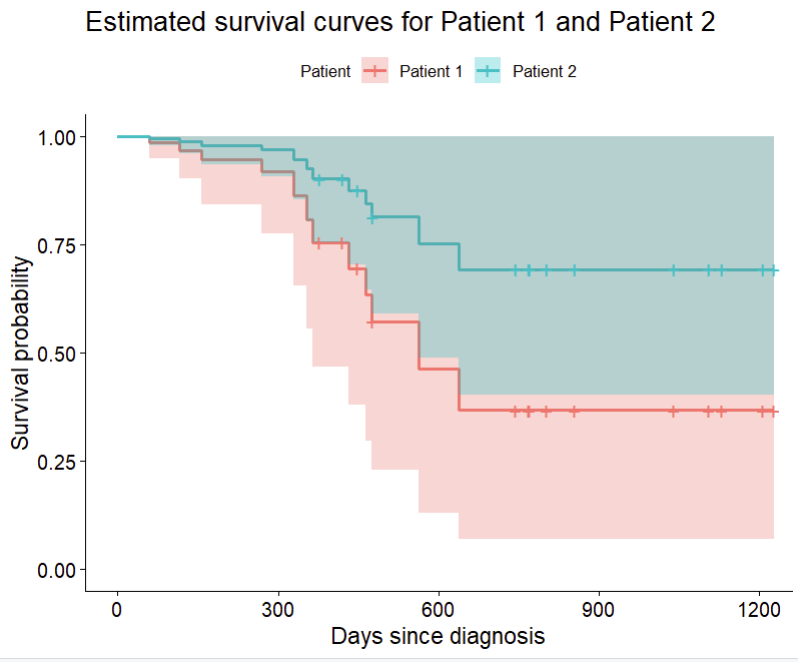 Estimated survival curves for Patient 1 and Patient 2
Patient Patient 1 Patient 2
1.00
0.75
0.50
0.25
0.00
Survival probability
0 300 600 900 1200
Days since diagnosis